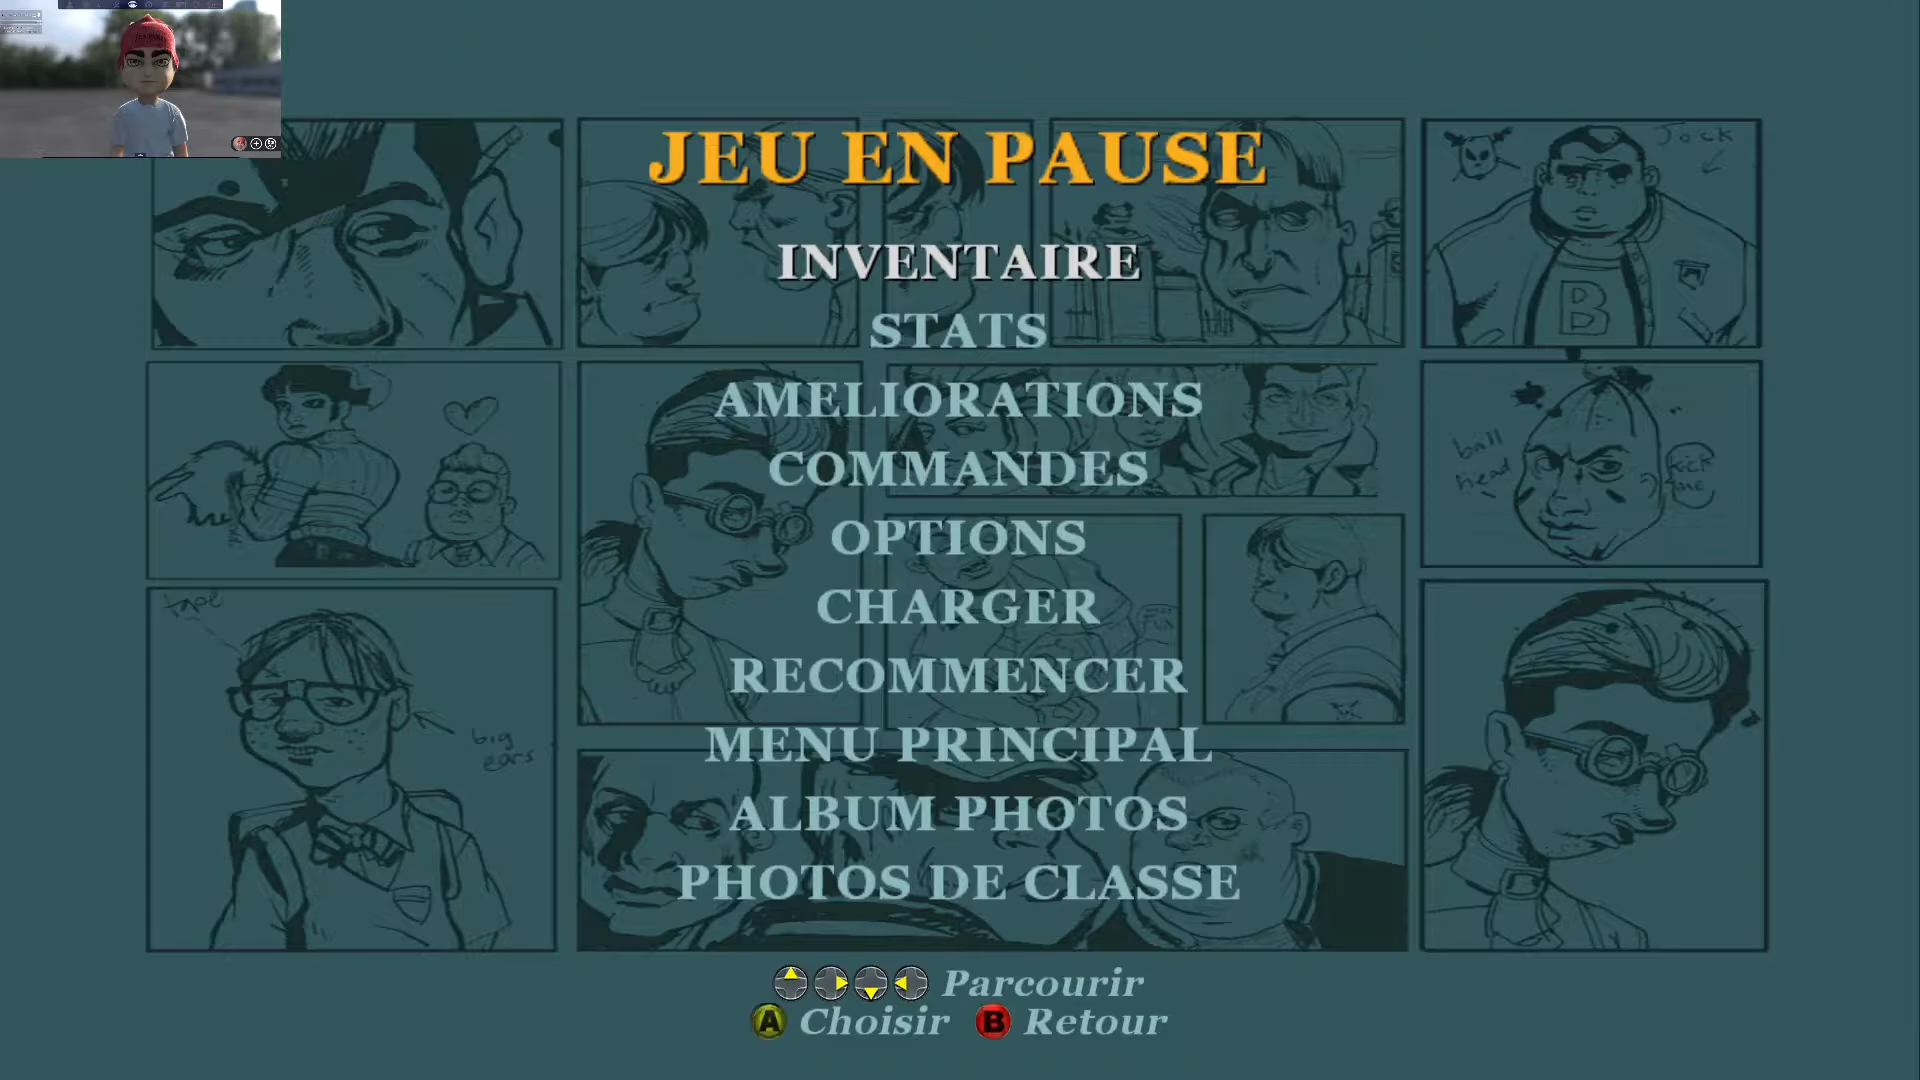 JEU EN PAUSE
INVENTAIRE
STATS
AMELIORATIONS
COMMANDES
OPTIONS
CHARGER
RECOMMENCER
MENU PRINCIPAL
ALBUM PHOTOS
PHOTOS DE CLASSE
Jock
B
ball
head
tape
big
ears
Parcourir
A Choisir B Retour